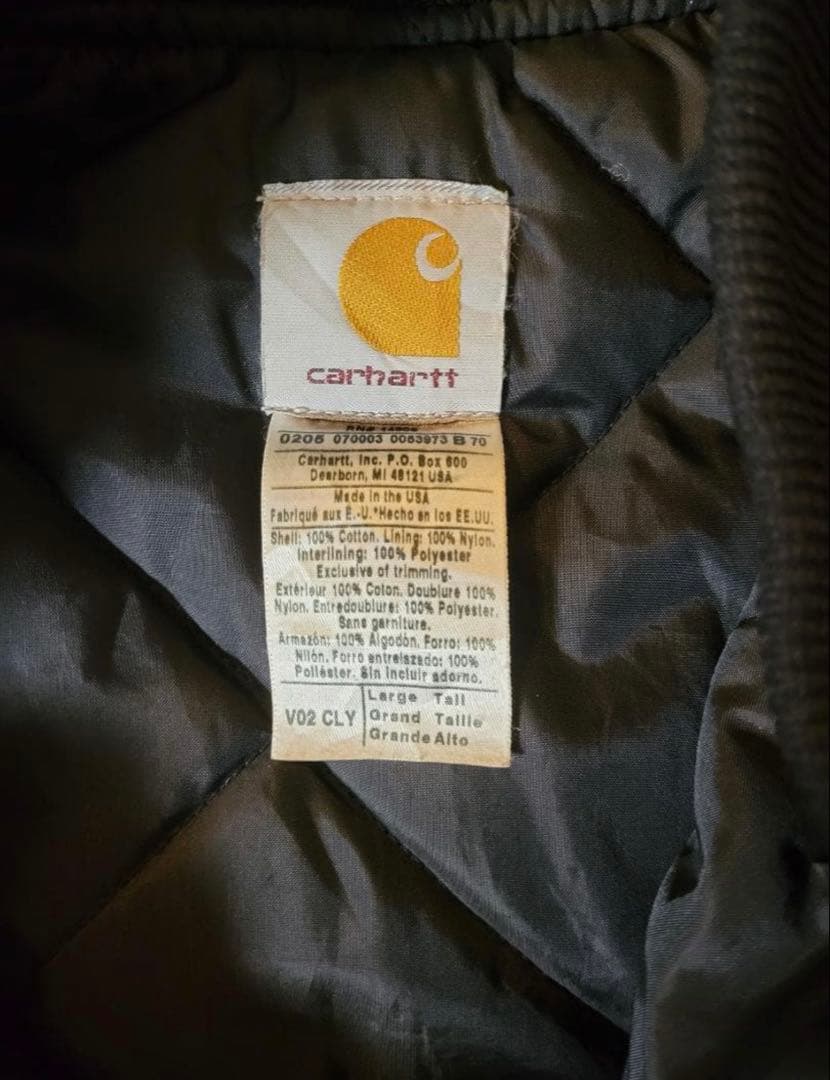 carhartt
0205 070003 0053973 B 70
Carhartt, Inc. P.O. Box 600
Dearborn, MI 48121 USA
Made in the USA
Fabriqué aux E.-U.*Hecho en los EE.UU.
Shell: 100% Cotton. Lining: 100% Nylon.
Interlining: 100% Polyester
Exclusive of trimming.
Extérieur 100% Coton. Doublure 100%
Nylon. Entredoublure: 100% Polyester.
Sans garniture.
Armazón: 100% Algodón. Forro: 100%
Nilón. Forro entrelazado: 100%
Poliéster. Sin incluir adorno.
V02 CLY
Large Tall
Grand Taille
Grande Alto